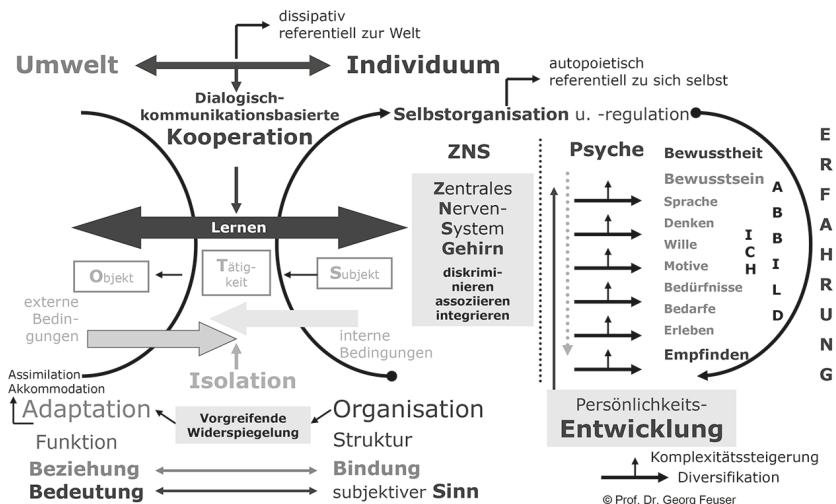 dissipativ
referentiell zur Welt
Umwelt
Individuum
Dialogisch-
kommunikationsbasierte
Kooperation
autopoietisch
referentiell zu sich selbst
Selbstorganisation u. -regulation
Lernen
Objekt
Tätig-
keit
Subjekt
externe
Bedin-
gungen
interne
Bedingungen
Isolation
Assimilation
Akkommodation
Adaptation
Vorgreifende
Widerspiegelung
Organisation
Funktion
Struktur
Beziehung
Bindung
Bedeutung
subjektiver Sinn
ZNS
Zentrales
Nerven-
System
Gehirn
diskrimi-
nieren
assoziieren
integrieren
Psyche
Bewusstheit
Bewusstsein
Sprache
Denken
Wille
Motive
Bedürfnisse
Bedarfe
Erleben
Empfinden
ICH
ABBILD
ERFAHRUNG
Persönlichkeits-
Entwicklung
Komplexitätssteigerung
Diversifikation
© Prof. Dr. Georg Feuser